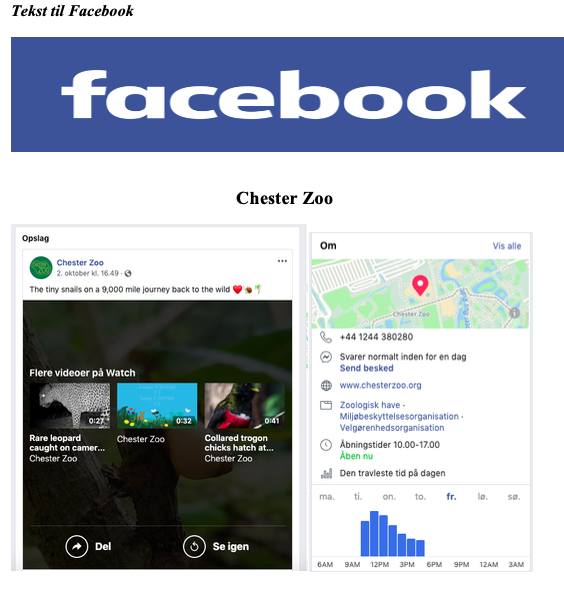 Tekst til Facebook
facebook
Chester Zoo
Opslag
Chester Zoo
2. oktober kl. 16.49 ·
The tiny snails on a 9,000 mile journey back to the wild ❤️🐌🌴
Flere videoer på Watch
0:27
0:32
0:41
Rare leopard
caught on camer...
Chester Zoo
Chester Zoo
Collared trogon
chicks hatch at...
Chester Zoo
Del
Se igen
Om
Vis alle
Chester Zoo
+44 1244 380280
Svarer normalt inden for en dag
Send besked
www.chesterzoo.org
Zoologisk have ·
Miljøbeskyttelsesorganisation ·
Velgørenhedsorganisation
Åbningstider 10.00-17.00
Åben nu
Den travleste tid på dagen
ma. ti. on. to. fr. lø. sø.
6AM 9AM 12PM 3PM 6PM 9PM 12AM 3AM